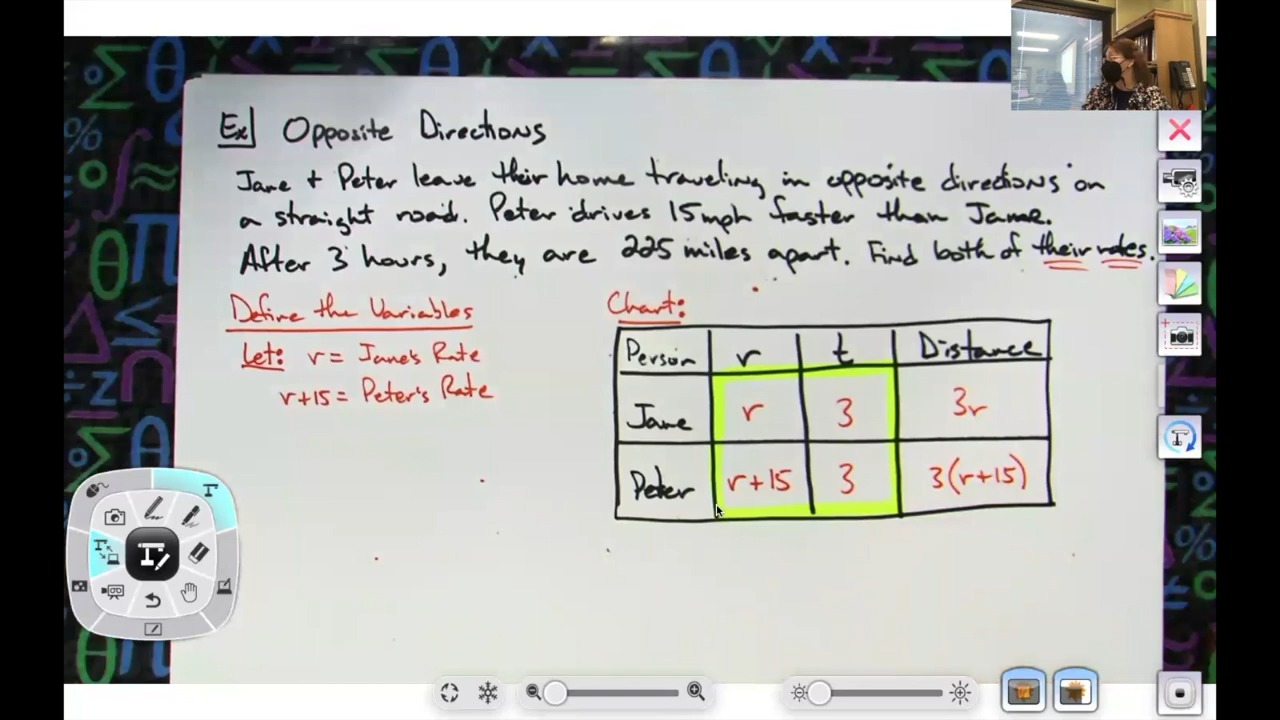 Ex Opposite Directions
Jane + Peter leave their home traveling in opposite directions on
a straight road. Peter drives 15mph faster than Jane.
After 3 hours, they are 225 miles apart. Find both of their rates.
Define the Variables
Let: r = Jane's Rate
r+15 = Peter's Rate
Chart:
Person r t Distance
Jane r 3 3r
Peter r+15 3 3(r+15)